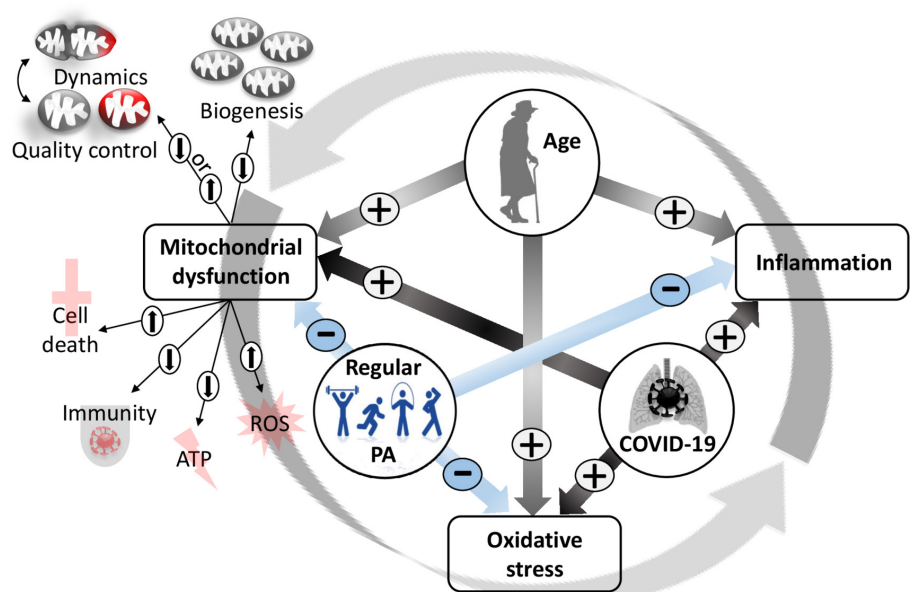 Dynamics
Biogenesis
Quality control
or
Age
+
+
Mitochondrial
dysfunction
Inflammation
+
−
Cell
death
−
+
Regular
PA
COVID-19
Immunity
ROS
ATP
+
−
+
Oxidative
stress